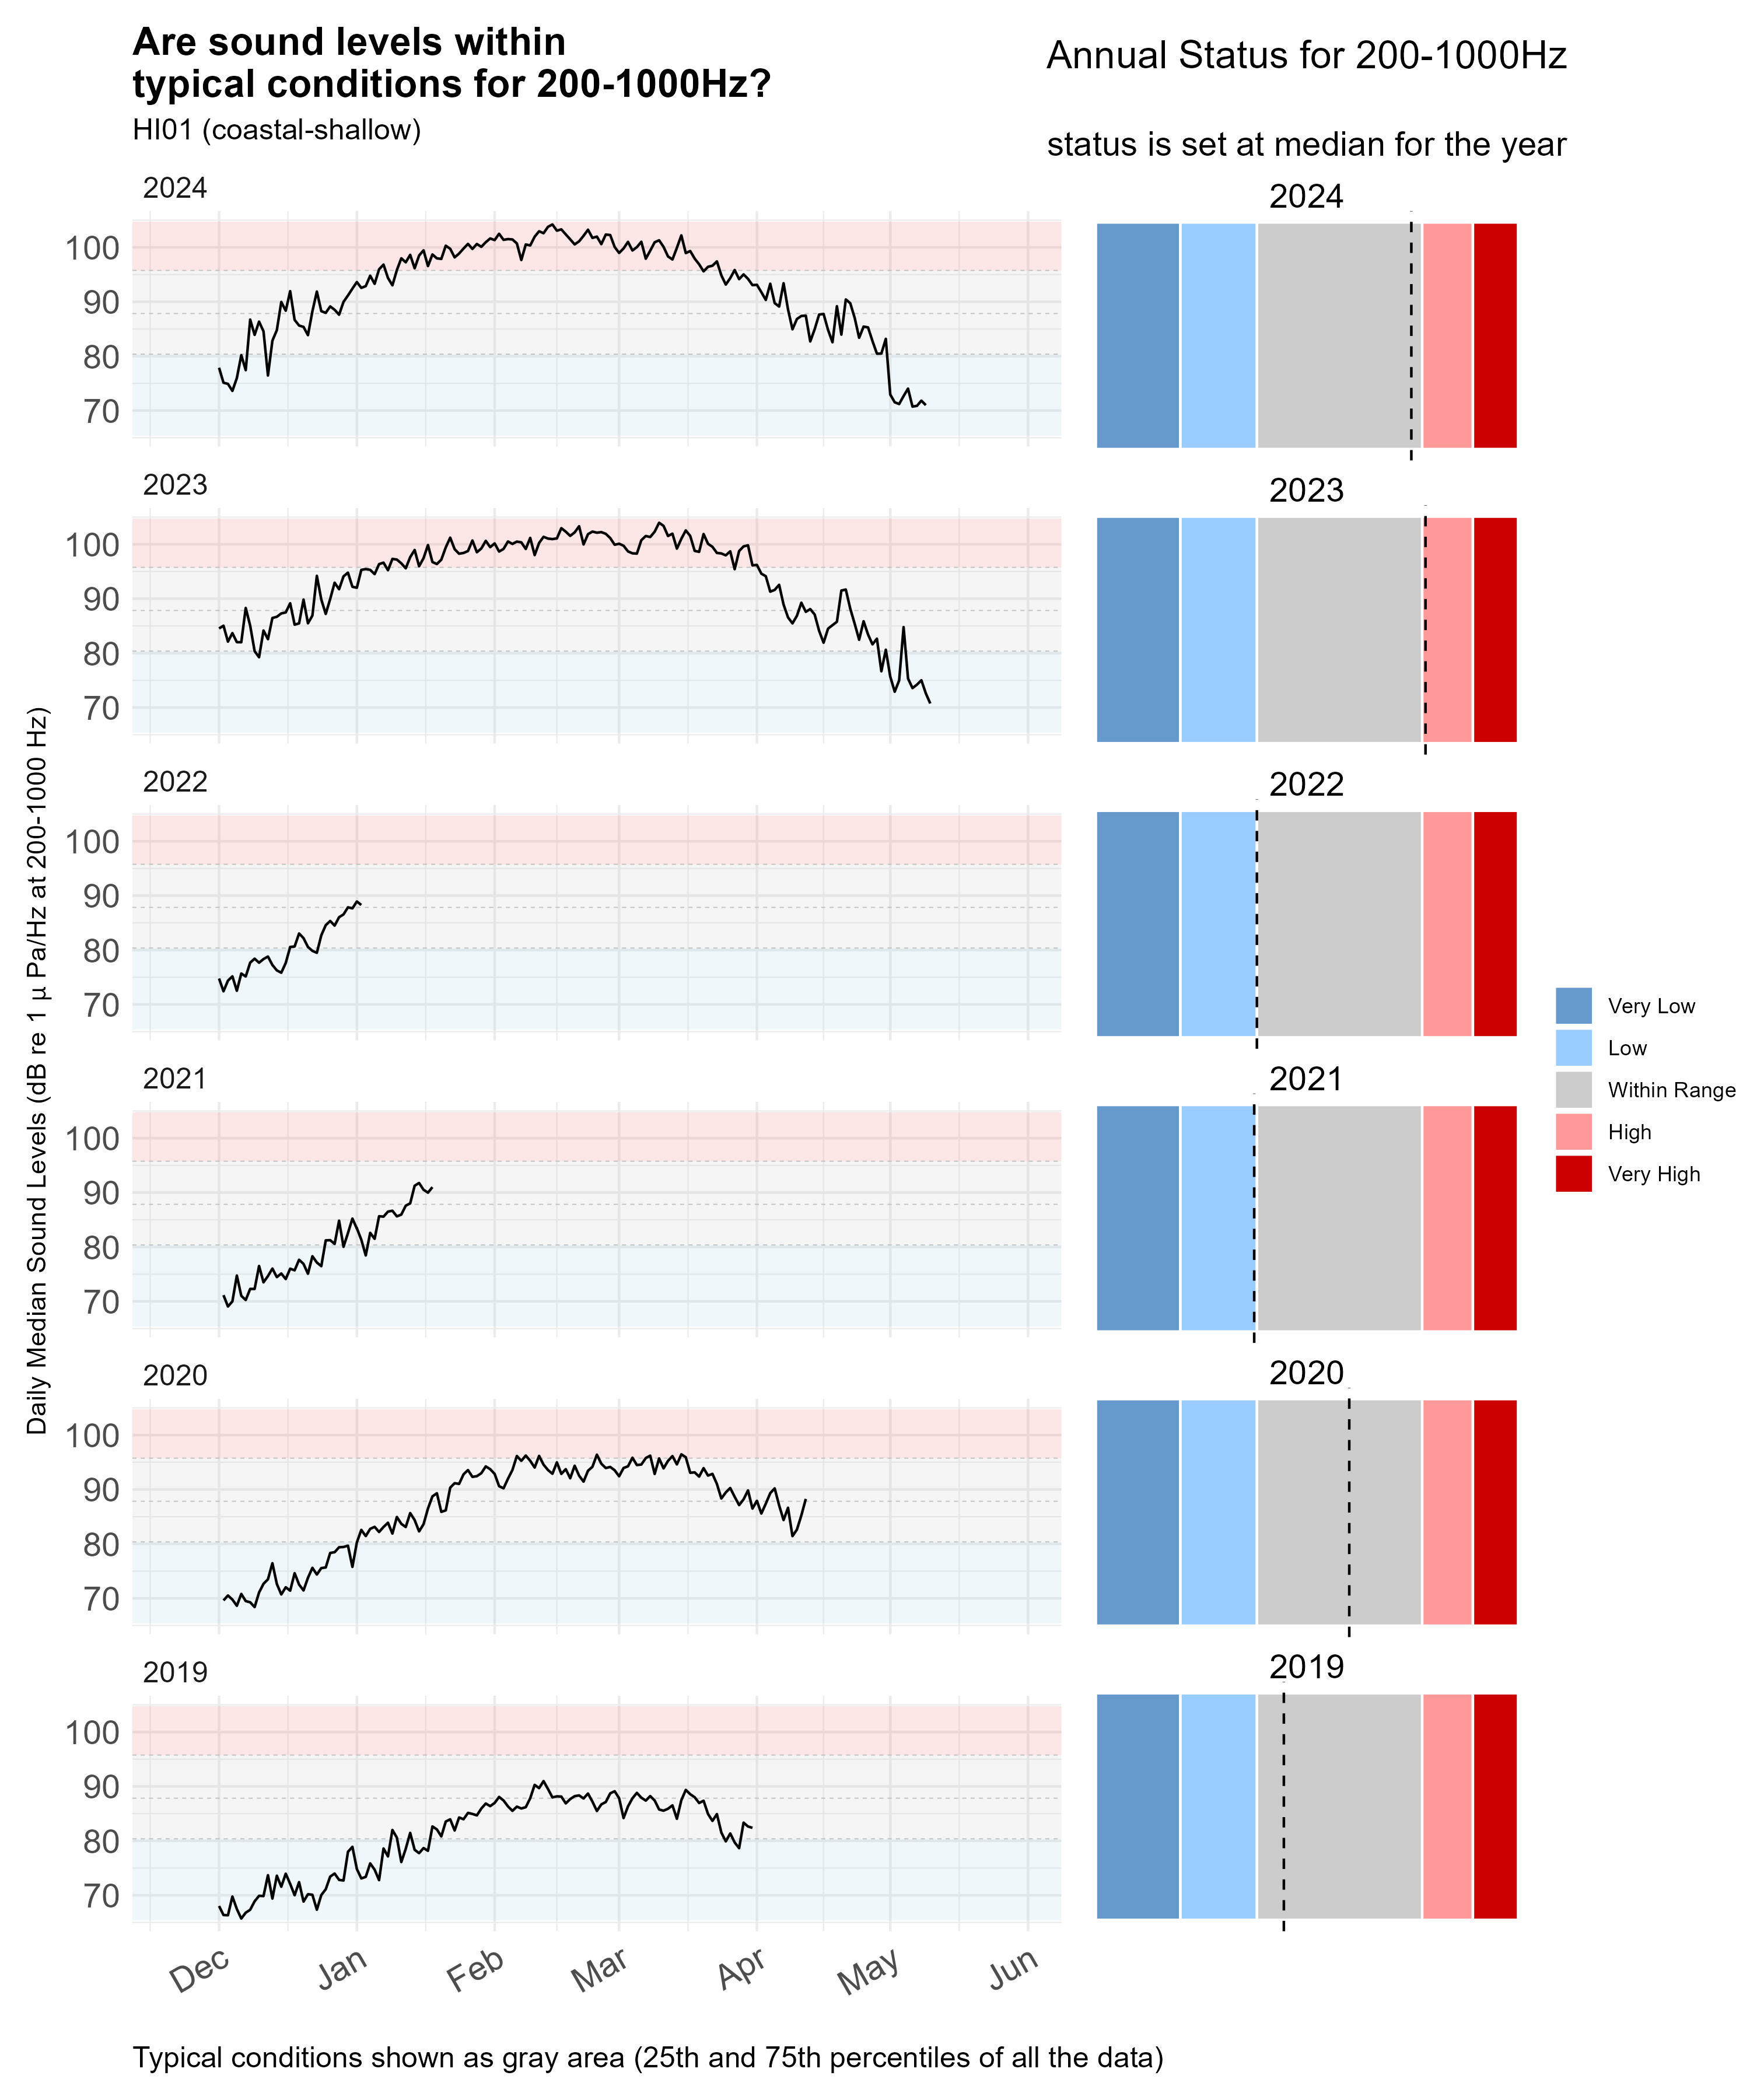 Are sound levels within
typical conditions for 200-1000Hz?
HI01 (coastal-shallow)
Annual Status for 200-1000Hz
status is set at median for the year
Daily Median Sound Levels (dB re 1 µ Pa/Hz at 200-1000 Hz)
2024
100
90
80
70
2024
2023
100
90
80
70
2023
2022
100
90
80
70
2022
2021
100
90
80
70
2021
2020
100
90
80
70
2020
2019
100
90
80
70
2019
Dec Jan Feb Mar Apr May Jun
Very Low
Low
Within Range
High
Very High
Typical conditions shown as gray area (25th and 75th percentiles of all the data)